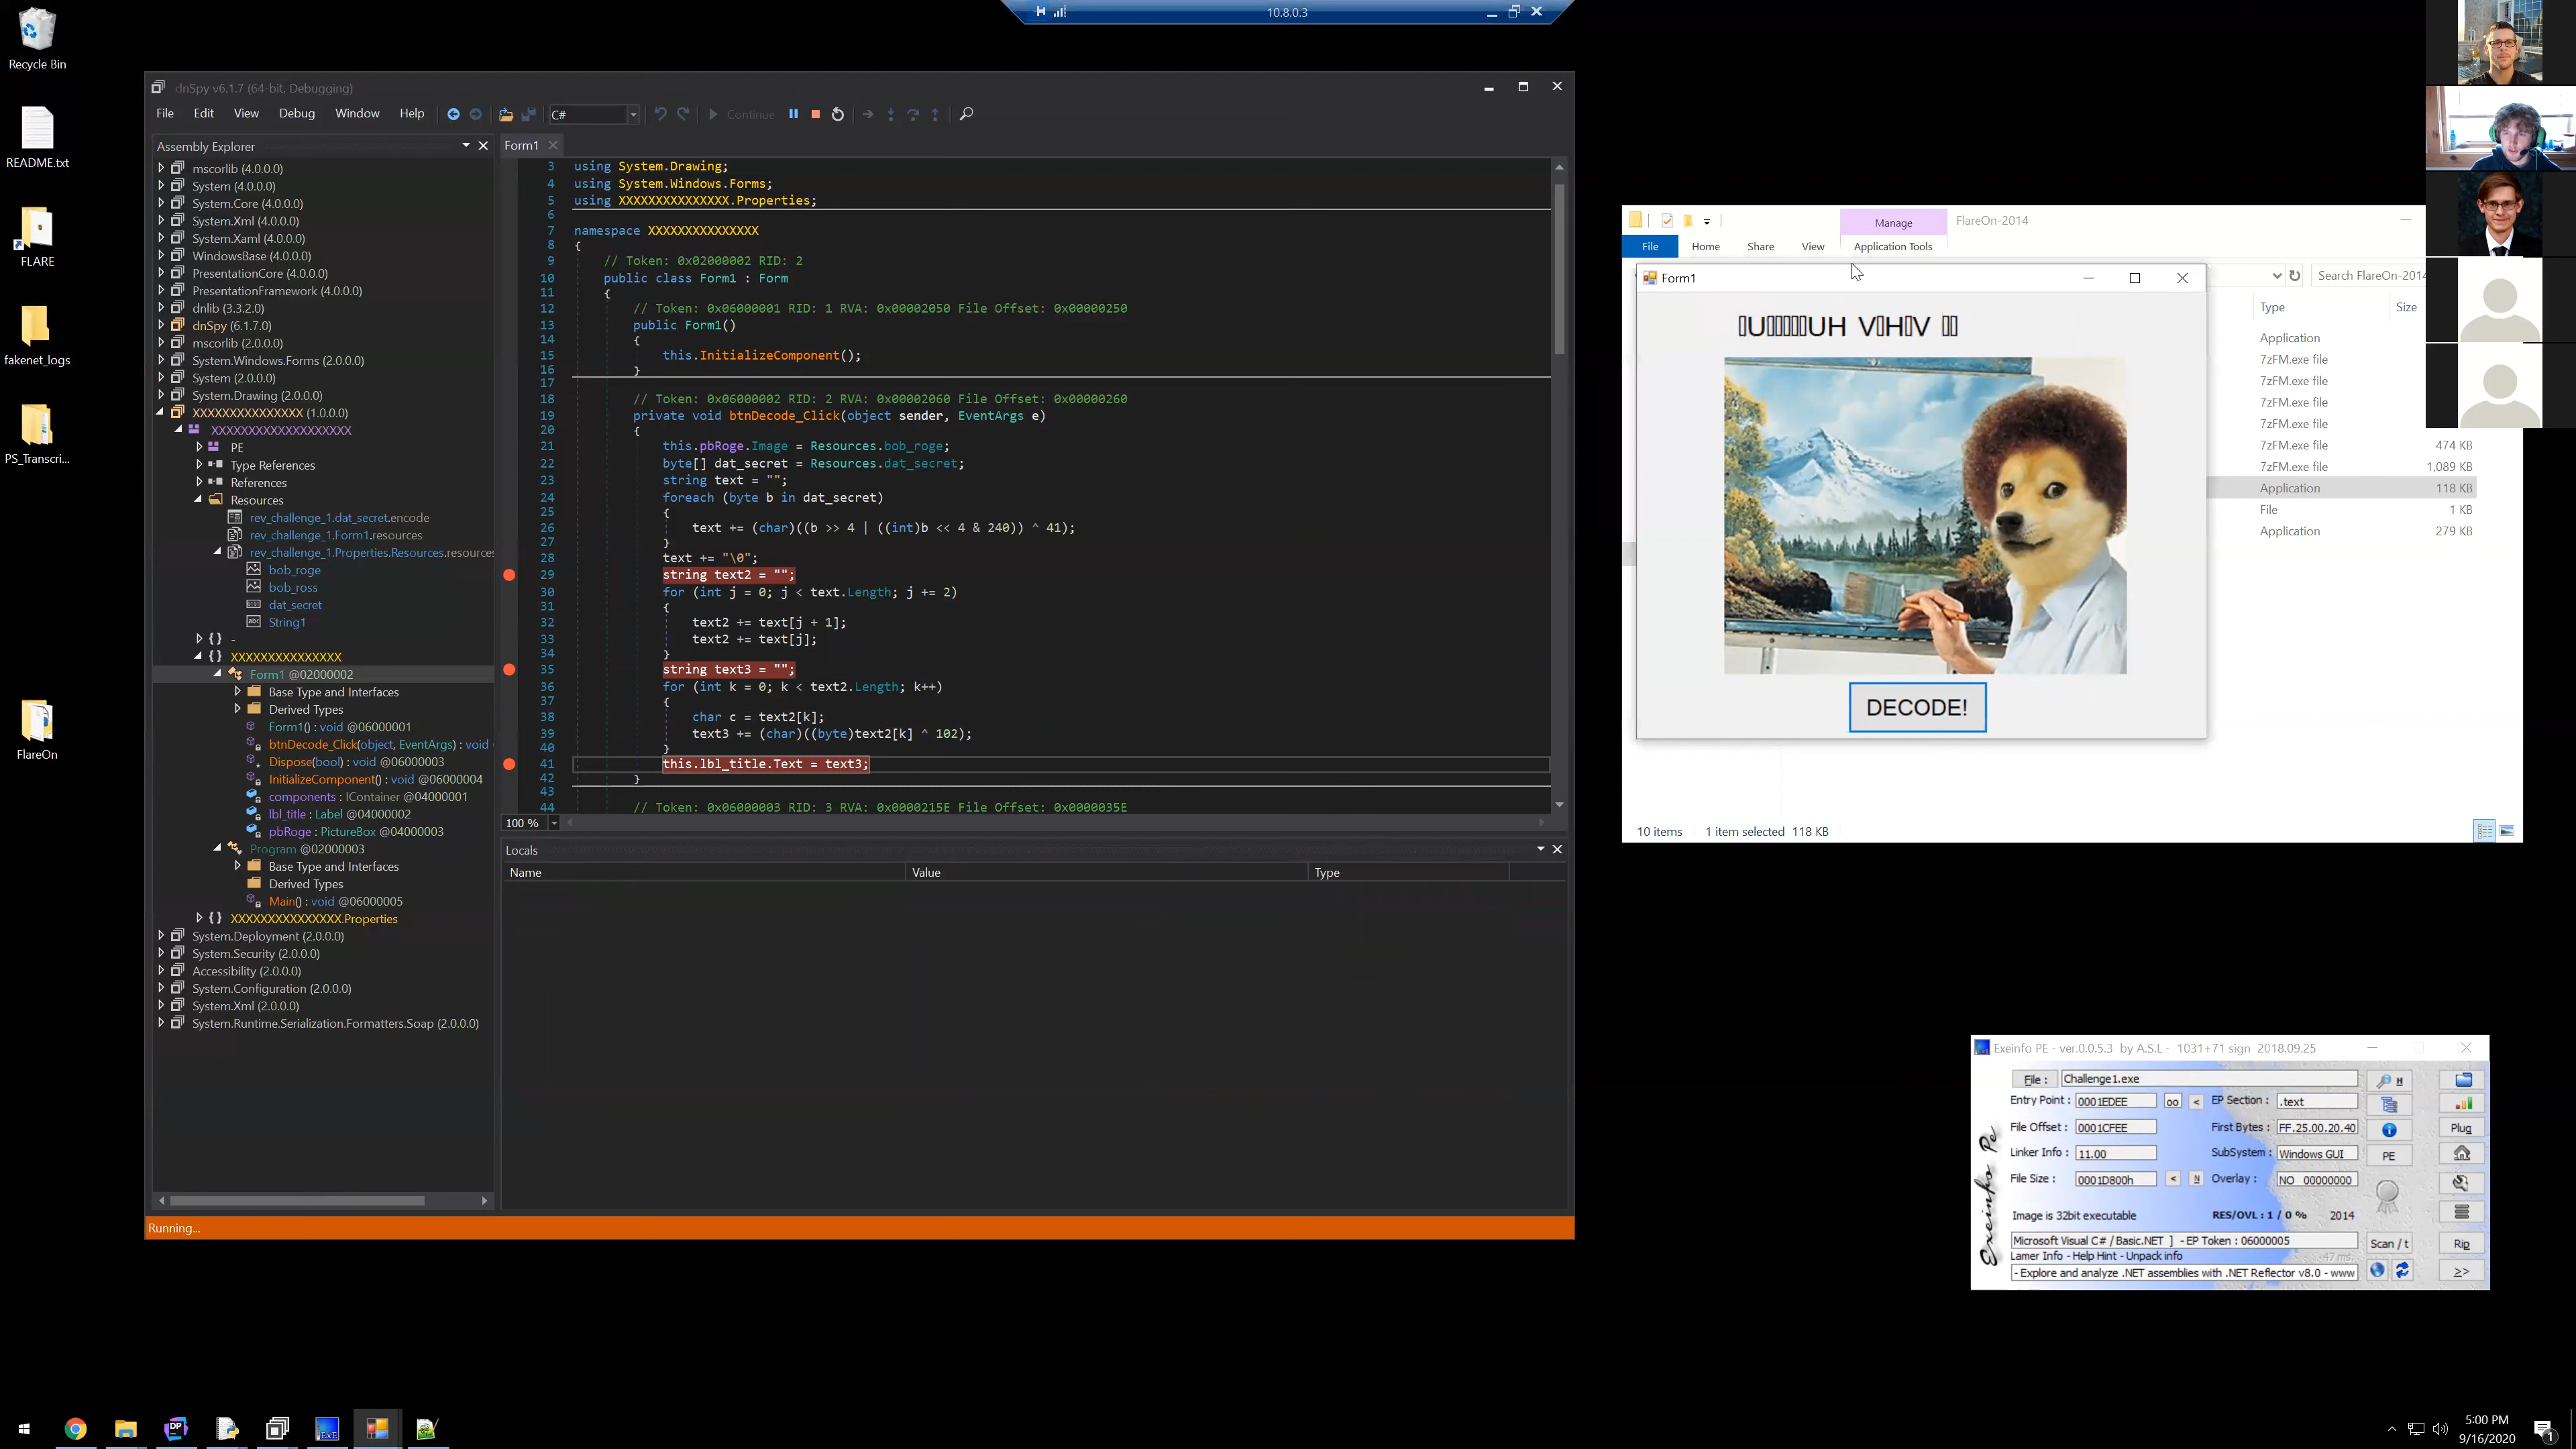 10.8.0.3
Recycle Bin
README.txt
FLARE
fakenet_logs
PS_Transcri...
FlareOn
dnSpy v6.1.7 (64-bit, Debugging)
File Edit View Debug Window Help C# Continue
Assembly Explorer
mscorlib (4.0.0.0)
System (4.0.0.0)
System.Core (4.0.0.0)
System.Xml (4.0.0.0)
System.Xaml (4.0.0.0)
WindowsBase (4.0.0.0)
PresentationCore (4.0.0.0)
PresentationFramework (4.0.0.0)
dnlib (3.3.2.0)
dnSpy (6.1.7.0)
mscorlib (2.0.0.0)
System.Windows.Forms (2.0.0.0)
System (2.0.0.0)
System.Drawing (2.0.0.0)
XXXXXXXXXXXXXXX (1.0.0.0)
XXXXXXXXXXXXXXXXXXX
PE
Type References
References
Resources
rev_challenge_1.dat_secret.encode
rev_challenge_1.Form1.resources
rev_challenge_1.Properties.Resources.resources
bob_roge
bob_ross
dat_secret
String1
{ } -
{ } XXXXXXXXXXXXXXX
Form1 @02000002
Base Type and Interfaces
Derived Types
Form1() : void @06000001
btnDecode_Click(object, EventArgs) : void
Dispose(bool) : void @06000003
InitializeComponent() : void @06000004
components : IContainer @04000001
lbl_title : Label @04000002
pbRoge : PictureBox @04000003
Program @02000003
Base Type and Interfaces
Derived Types
Main() : void @06000005
{ } XXXXXXXXXXXXXXX.Properties
System.Deployment (2.0.0.0)
System.Security (2.0.0.0)
Accessibility (2.0.0.0)
System.Configuration (2.0.0.0)
System.Xml (2.0.0.0)
System.Runtime.Serialization.Formatters.Soap (2.0.0.0)
Running...
Form1
3 using System.Drawing;
4 using System.Windows.Forms;
5 using XXXXXXXXXXXXXXX.Properties;
6
7 namespace XXXXXXXXXXXXXXX
8 {
9 // Token: 0x02000002 RID: 2
10 public class Form1 : Form
11 {
12 // Token: 0x06000001 RID: 1 RVA: 0x00002050 File Offset: 0x00000250
13 public Form1()
14 {
15 this.InitializeComponent();
16 }
17
18 // Token: 0x06000002 RID: 2 RVA: 0x00002060 File Offset: 0x00000260
19 private void btnDecode_Click(object sender, EventArgs e)
20 {
21 this.pbRoge.Image = Resources.bob_roge;
22 byte[] dat_secret = Resources.dat_secret;
23 string text = "";
24 foreach (byte b in dat_secret)
25 {
26 text += (char)((b >> 4 | ((int)b << 4 & 240)) ^ 41);
27 }
28 text += "\0";
29 string text2 = "";
30 for (int j = 0; j < text.Length; j += 2)
31 {
32 text2 += text[j + 1];
33 text2 += text[j];
34 }
35 string text3 = "";
36 for (int k = 0; k < text2.Length; k++)
37 {
38 char c = text2[k];
39 text3 += (char)((byte)text2[k] ^ 102);
40 }
41 this.lbl_title.Text = text3;
42 }
43
44 // Token: 0x06000003 RID: 3 RVA: 0x0000215E File Offset: 0x0000035E
100 %
Locals
Name Value Type
Manage FlareOn-2014
File Home Share View Application Tools
Search FlareOn-2014
Type Size
Application
7zFM.exe file
7zFM.exe file
7zFM.exe file
7zFM.exe file
7zFM.exe file 474 KB
7zFM.exe file 1,089 KB
Application 118 KB
File 1 KB
Application 279 KB
10 items 1 item selected 118 KB
Form1
DECODE!
Exeinfo PE - ver.0.0.5.3 by A.S.L - 1031+71 sign 2018.09.25
Exeinfo Pe
File : Challenge1.exe
Entry Point : 0001EDEE oo < EP Section : .text
File Offset : 0001CFEE First Bytes : FF.25.00.20.40 Plug
Linker Info : 11.00 SubSystem : Windows GUI PE
File Size : 0001D800h < N Overlay : NO 00000000
Image is 32bit executable RES/OVL : 1 / 0 % 2014
Microsoft Visual C# / Basic.NET ] - EP Token : 06000005 Scan / t Rip
Lamer Info - Help Hint - Unpack info
- Explore and analyze .NET assemblies with .NET Reflector v8.0 - www >>
5:00 PM
9/16/2020